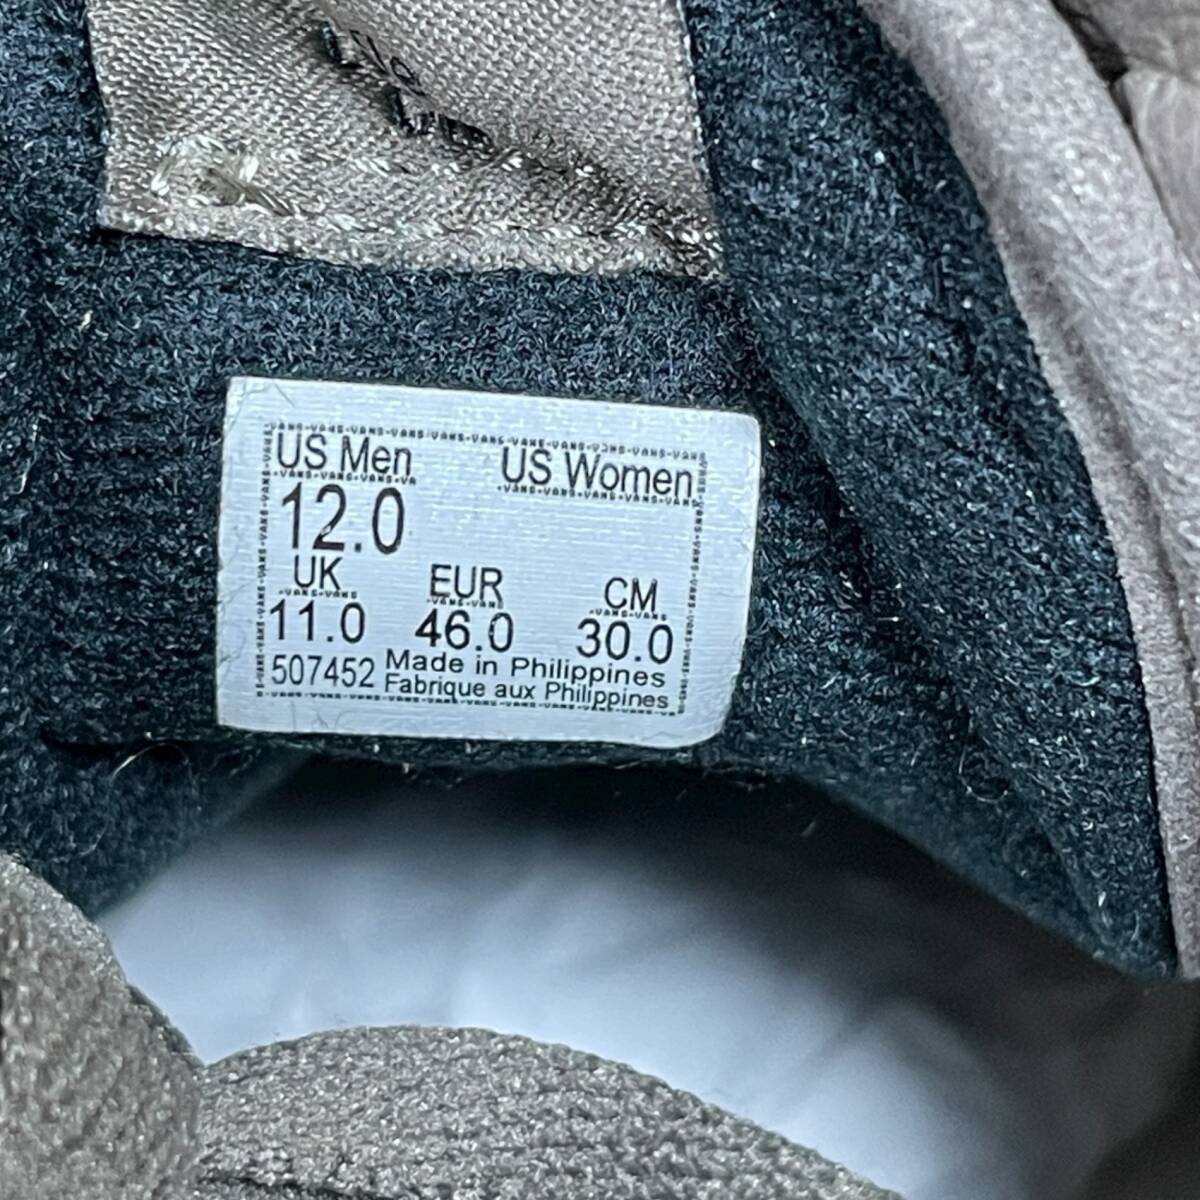 US Men US Women
12.0
UK EUR CM
11.0 46.0 30.0
507452 Made in Philippines
Fabrique aux Philippines